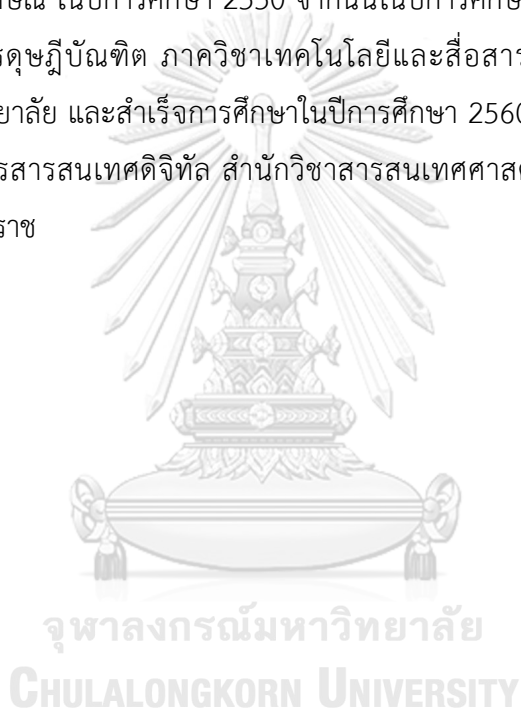 ในปีการศึกษา 2550 จากนั้นในปีการศึกษ
รดุษฎีบัณฑิต ภาควิชาเทคโนโลยีและสื่อสาร
ยาลัย และสำเร็จการศึกษาในปีการศึกษา 2560
รสารสนเทศดิจิทัล สำนักวิชาสารสนเทศศาสต
ราช
จุฬาลงกรณ์มหาวิทยาลัย
CHULALONGKORN UNIVERSITY